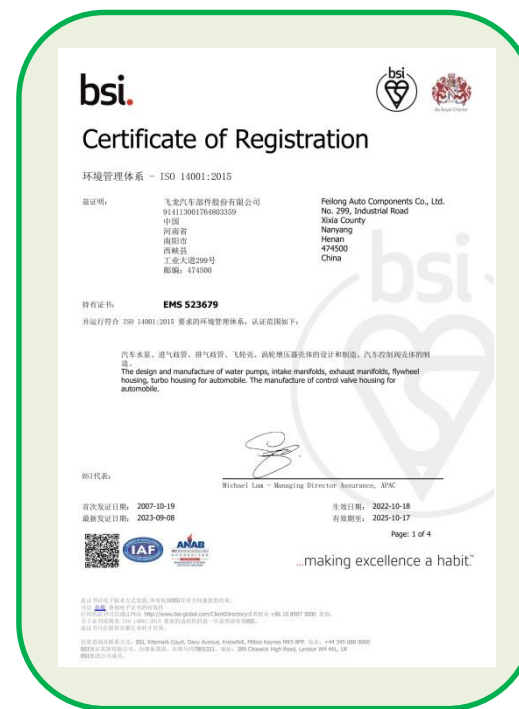 bsi.
bsi
By Royal Charter
Certificate of Registration
环境管理体系 - ISO 14001:2015
兹证明:
飞龙汽车部件股份有限公司
914113001764803359
中国
河南省
南阳市
西峡县
工业大道299号
邮编: 474500
Feilong Auto Components Co., Ltd.
No. 299, Industrial Road
Xixia County
Nanyang
Henan
474500
China
持有证书:
EMS 523679
并运行符合 ISO 14001:2015 要求的环境管理体系, 认证范围如下:
汽车水泵、进气歧管、排气歧管、飞轮壳、涡轮增压器壳体的设计和制造。汽车控制阀壳体的制
造。
The design and manufacture of water pumps, intake manifolds, exhaust manifolds, flywheel
housing, turbo housing for automobile. The manufacture of control valve housing for
automobile.
BSI代表:
Michael Lam - Managing Director Assurance, APAC
首次发证日期: 2007-10-19
生效日期: 2022-10-18
最新发证日期: 2023-09-08
有效期至: 2025-10-17
Page: 1 of 4
IAF
ANAB
ACCREDITED
...making excellence a habit.™